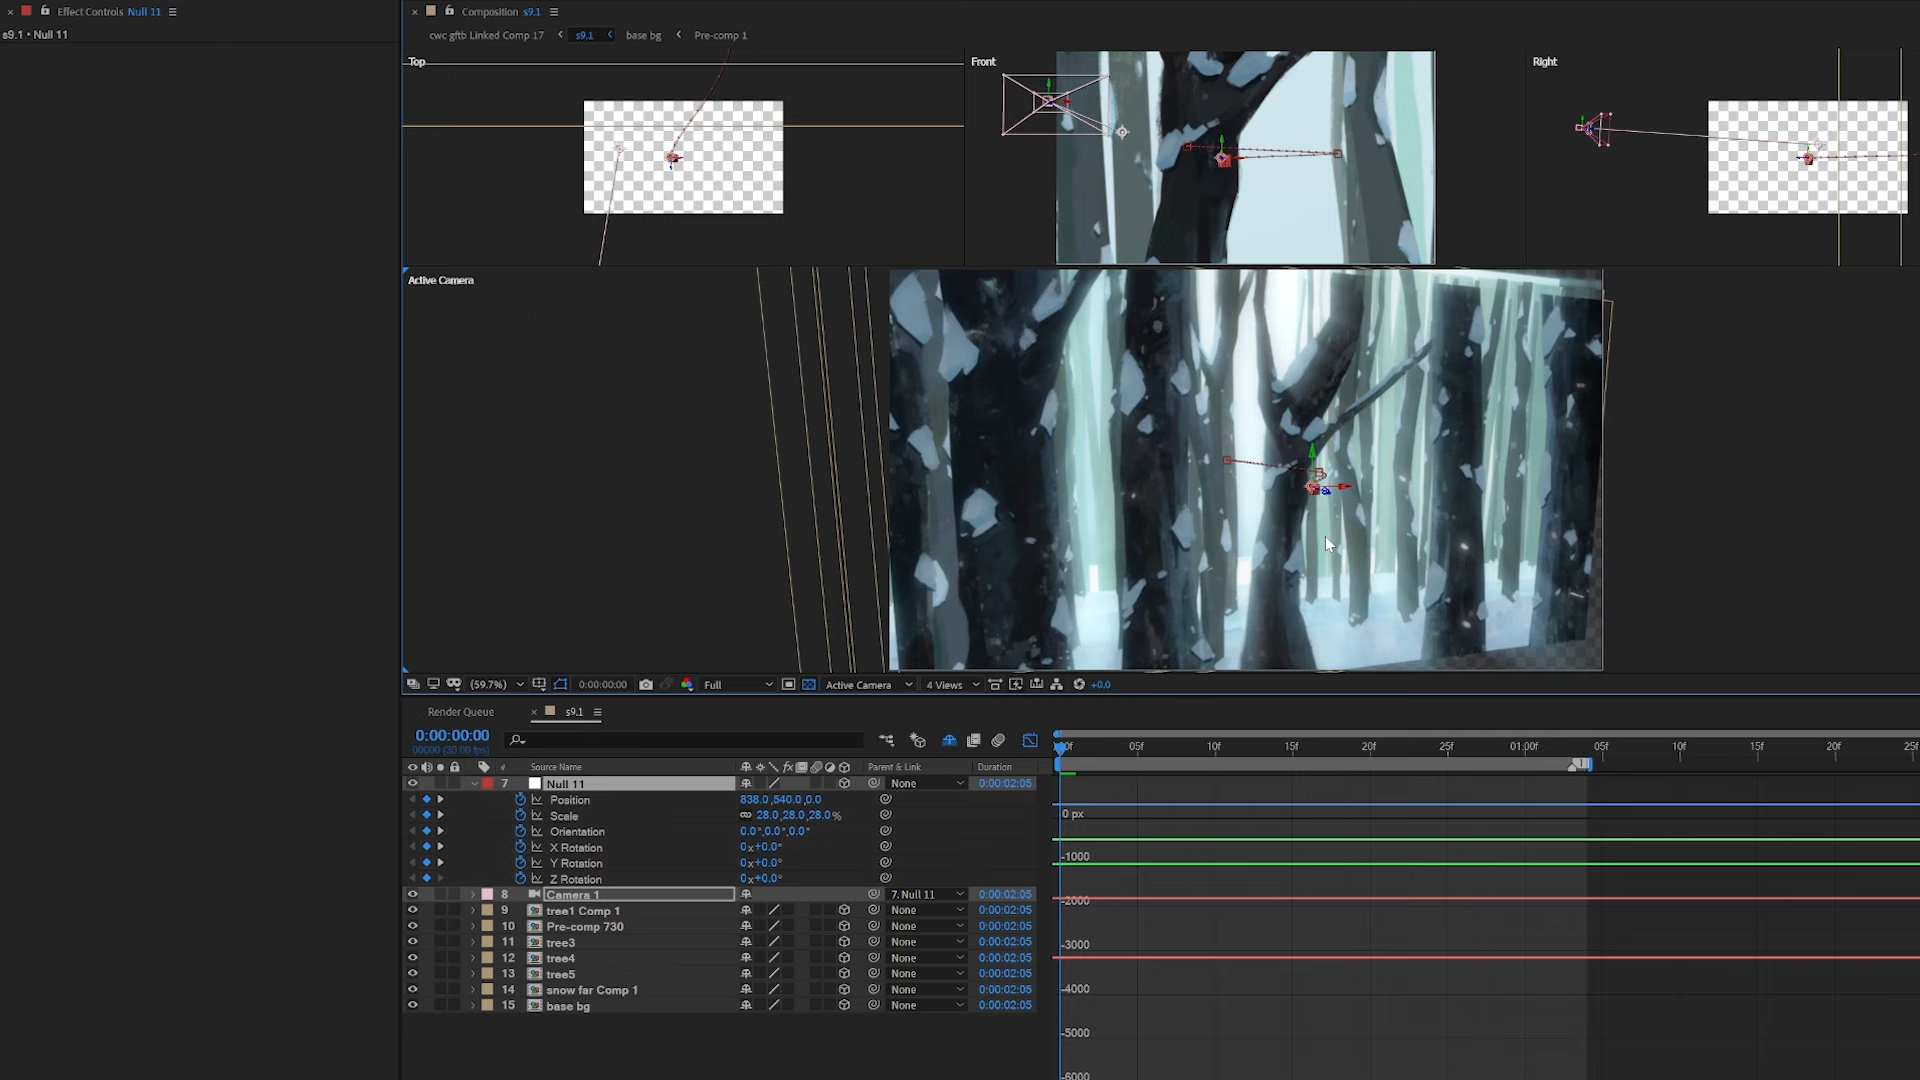 Effect Controls Null 11
s9.1 • Null 11
Composition s9.1
cwc gftb Linked Comp 17 s9.1 base bg Pre-comp 1
Top
Front
Right
Active Camera
(59.7%) 0:00:00:00 Full Active Camera 4 Views +0.0
Render Queue s9.1
0:00:00:00
00000 (30.00 fps)
00f 05f 10f 15f 20f 25f 01:00f 05f 10f 15f 20f 25f
# Source Name fx Parent & Link Duration
7 Null 11 None 0:00:02:05
Position 838.0,540.0,0.0
Scale 28.0,28.0,28.0%
Orientation 0.0°,0.0°,0.0°
X Rotation 0x+0.0°
Y Rotation 0x+0.0°
Z Rotation 0x+0.0°
8 Camera 1 7. Null 11 0:00:02:05
9 tree1 Comp 1 None 0:00:02:05
10 Pre-comp 730 None 0:00:02:05
11 tree3 None 0:00:02:05
12 tree4 None 0:00:02:05
13 tree5 None 0:00:02:05
14 snow far Comp 1 None 0:00:02:05
15 base bg None 0:00:02:05
1
0 px
-1000
-2000
-3000
-4000
-5000
-6000